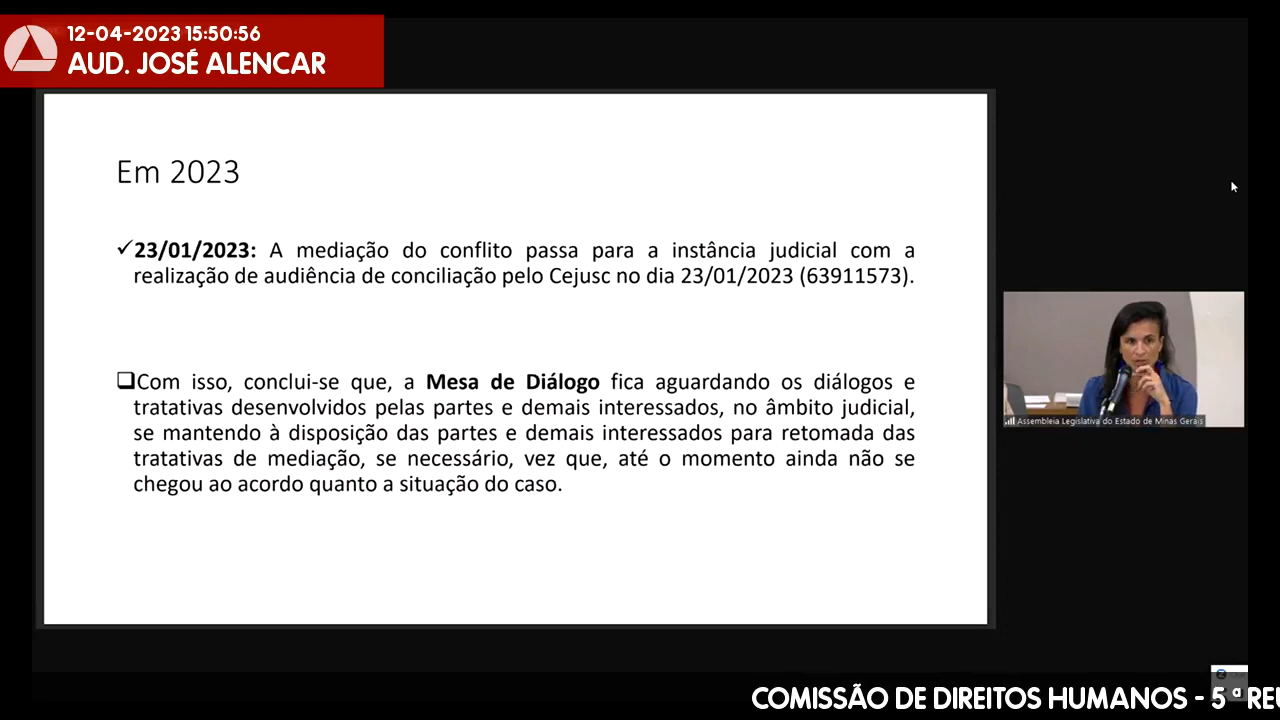 12-04-2023 15:50:56
AUD. JOSÉ ALENCAR
Em 2023
✓23/01/2023: A mediação do conflito passa para a instância judicial com a
realização de audiência de conciliação pelo Cejusc no dia 23/01/2023 (63911573).
❑Com isso, conclui-se que, a Mesa de Diálogo fica aguardando os diálogos e
tratativas desenvolvidos pelas partes e demais interessados, no âmbito judicial,
se mantendo à disposição das partes e demais interessados para retomada das
tratativas de mediação, se necessário, vez que, até o momento ainda não se
chegou ao acordo quanto a situação do caso.
Assembleia Legislativa do Estado de Minas Gerais
COMISSÃO DE DIREITOS HUMANOS - 5ª REU